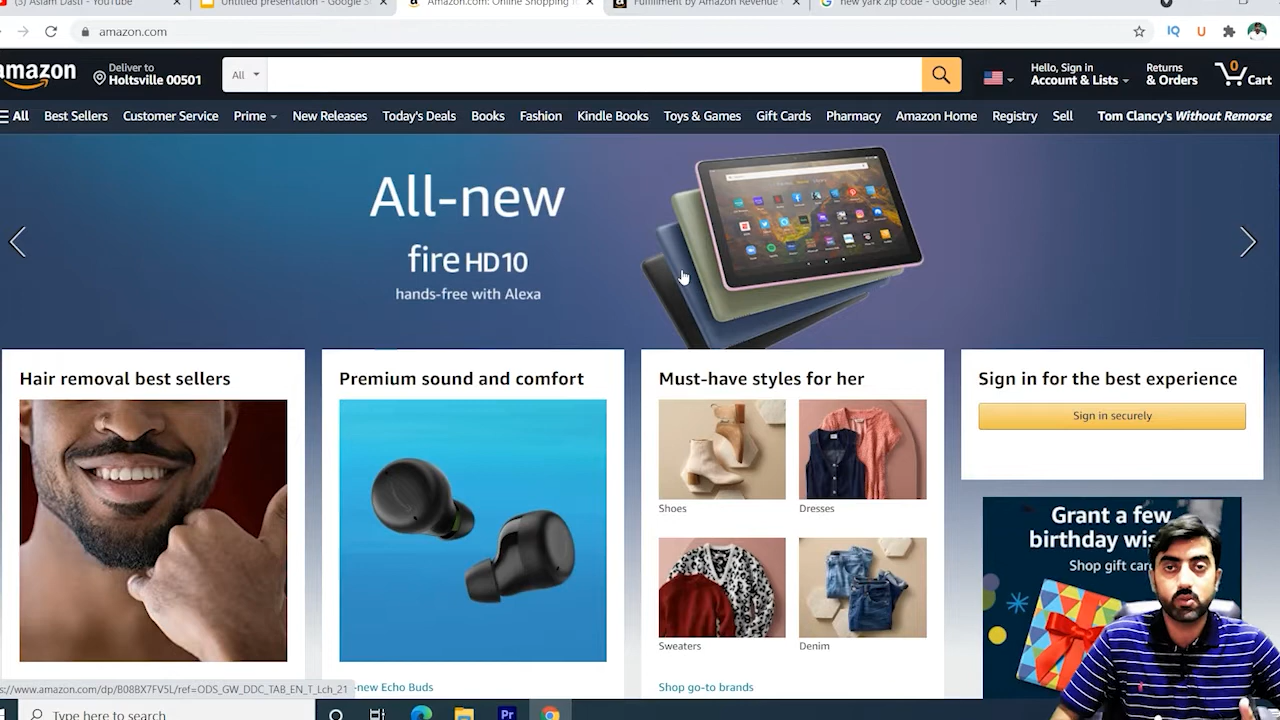 (3) Aslam Dasti - YouTube
Untitled presentation - Google S
Amazon.com: Online Shopping
Fulfillment by Amazon Revenue C
new yark zip code - Google Sear
amazon.com
IQ
U
amazon
Deliver to
Holtsville 00501
All
Hello, Sign in
Account & Lists
Returns
& Orders
0
Cart
All
Best Sellers
Customer Service
Prime
New Releases
Today's Deals
Books
Fashion
Kindle Books
Toys & Games
Gift Cards
Pharmacy
Amazon Home
Registry
Sell
Tom Clancy's Without Remorse
All-new
fire HD10
hands-free with Alexa
Hair removal best sellers
Premium sound and comfort
Must-have styles for her
Sign in for the best experience
Sign in securely
Shoes
Dresses
Sweaters
Denim
Grant a few
birthday wis
Shop gift card
s://www.amazon.com/dp/B08BX7FV5L/ref=ODS_GW_DDC_TAB_EN_T_Lch_21
-new Echo Buds
Shop go-to brands
Type here to search
Pr